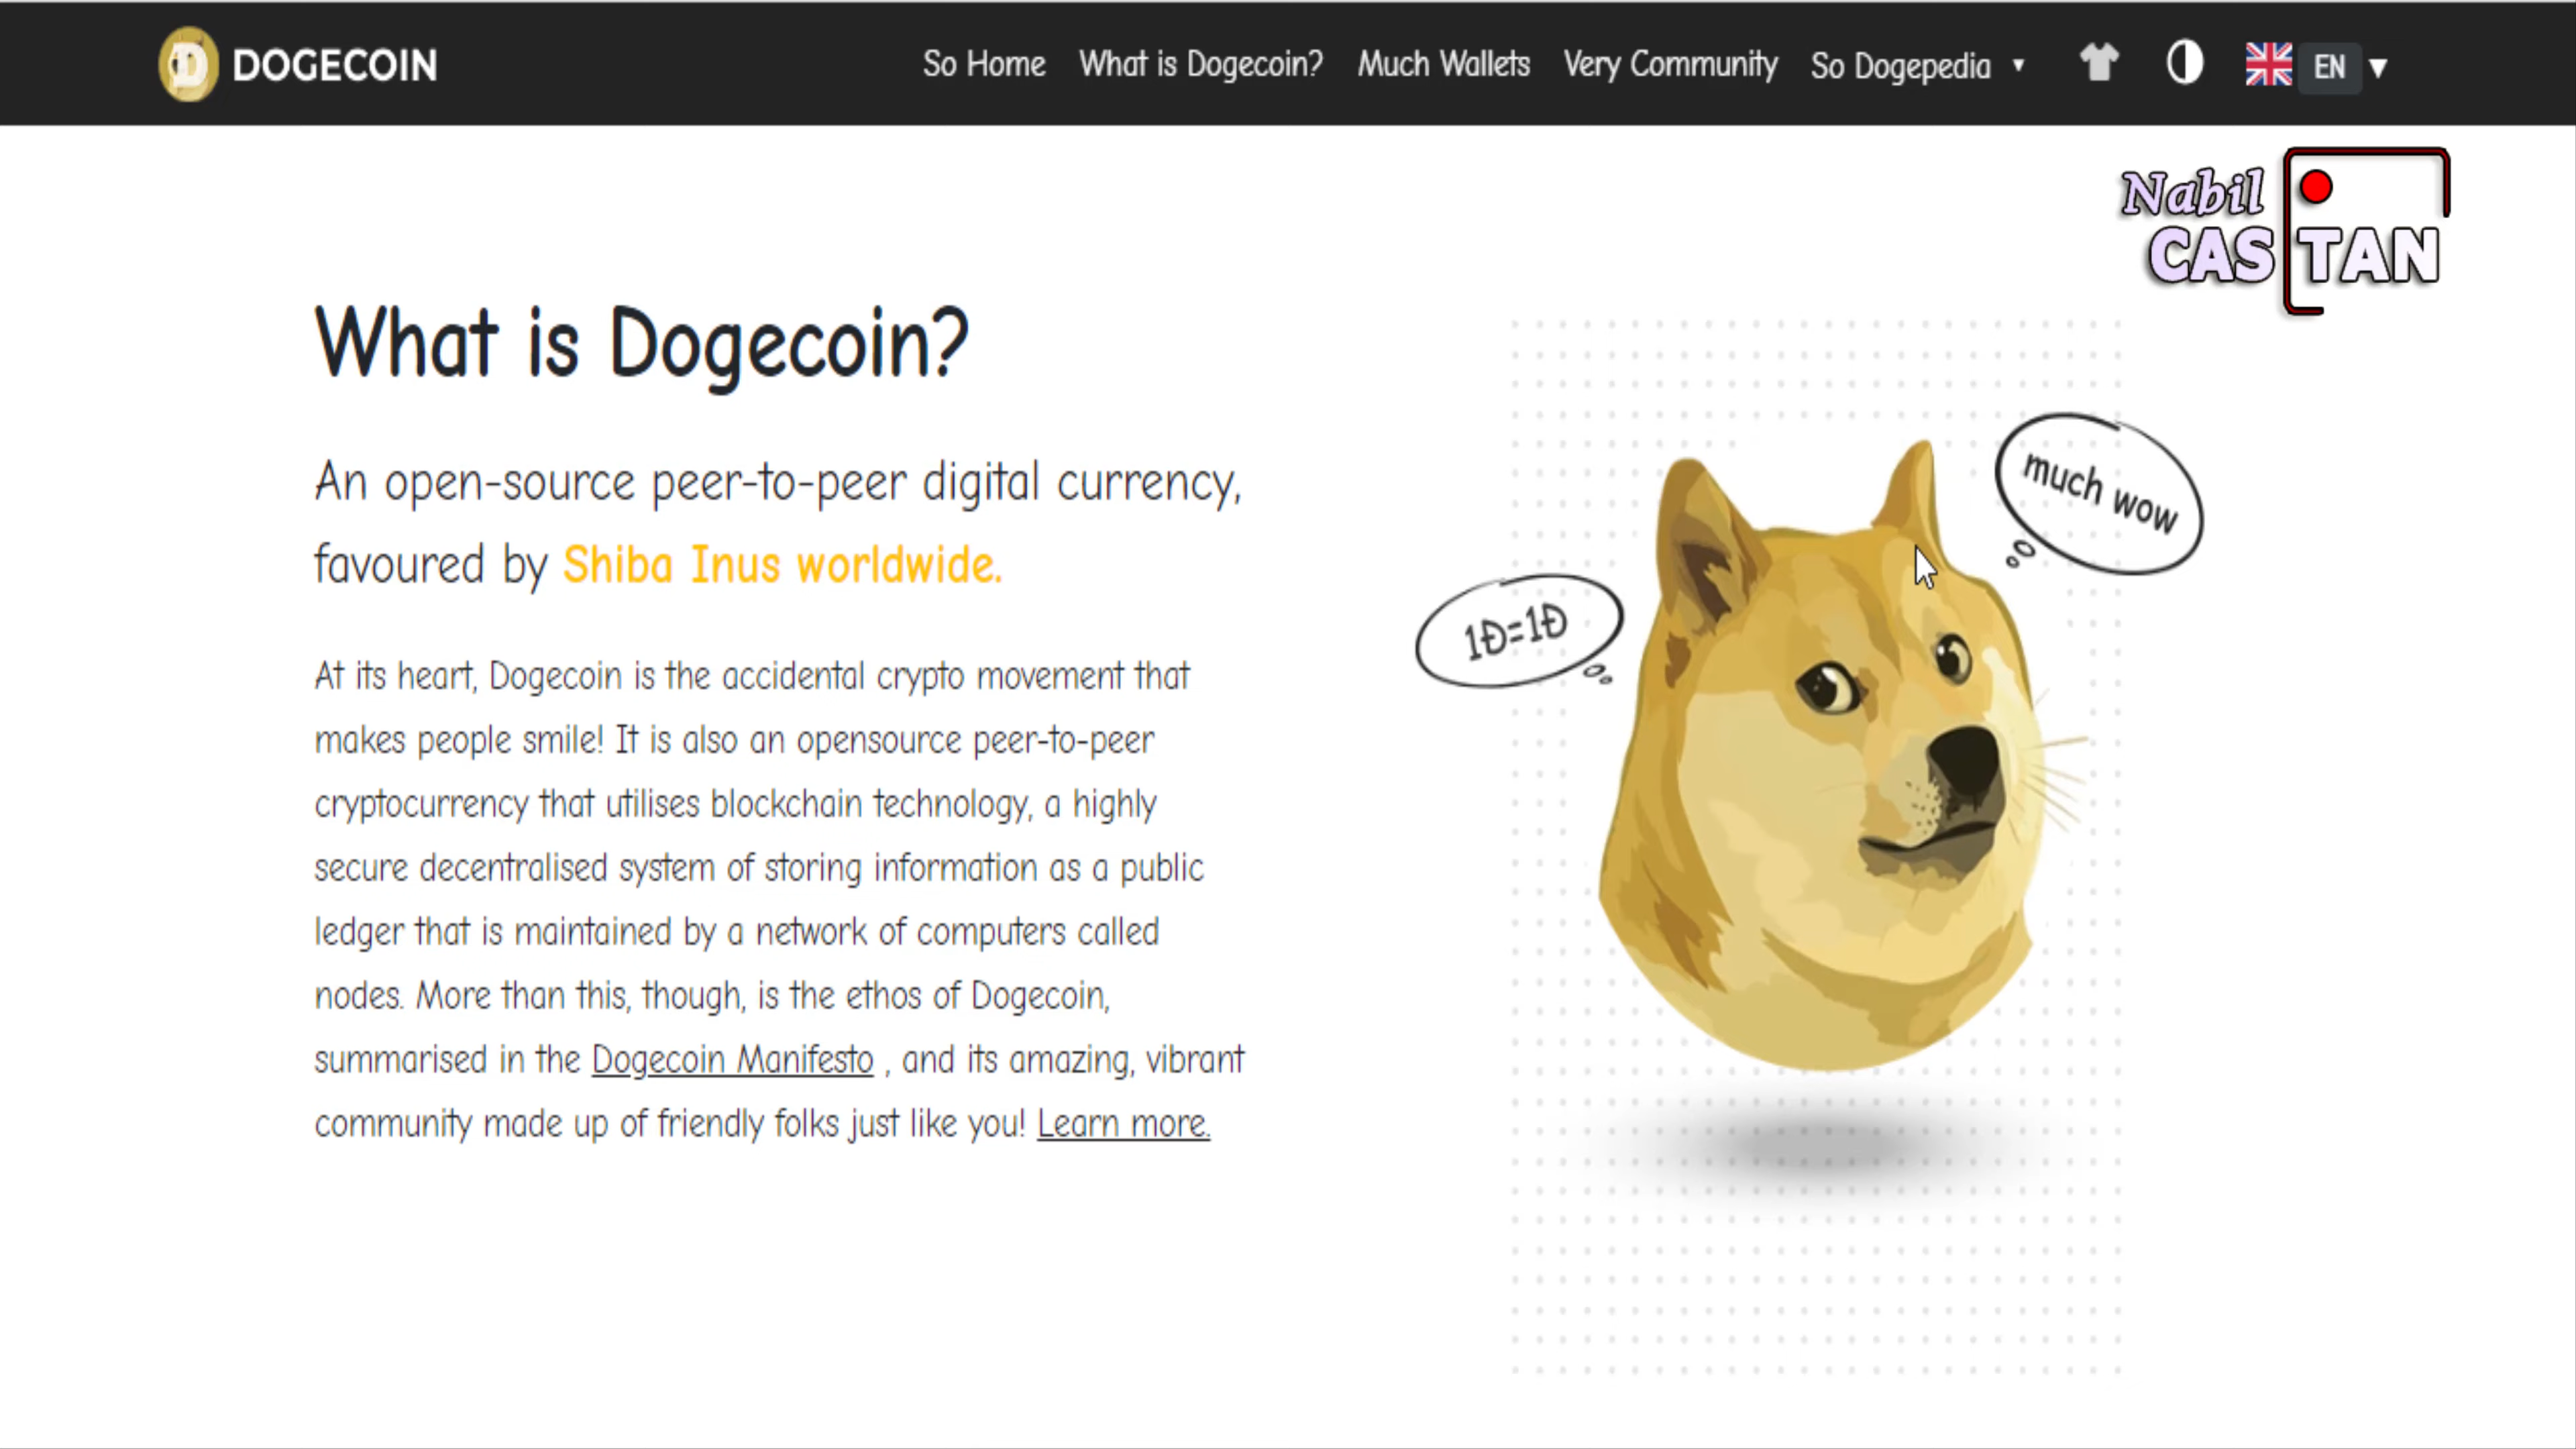 DOGECOIN
So Home What is Dogecoin? Much Wallets Very Community So Dogepedia EN
Nabil
CASTAN
What is Dogecoin?
An open-source peer-to-peer digital currency,
favoured by Shiba Inus worldwide.
much wow
1Ð=1Ð
At its heart, Dogecoin is the accidental crypto movement that
makes people smile! It is also an opensource peer-to-peer
cryptocurrency that utilises blockchain technology, a highly
secure decentralised system of storing information as a public
ledger that is maintained by a network of computers called
nodes. More than this, though, is the ethos of Dogecoin,
summarised in the Dogecoin Manifesto , and its amazing, vibrant
community made up of friendly folks just like you! Learn more.